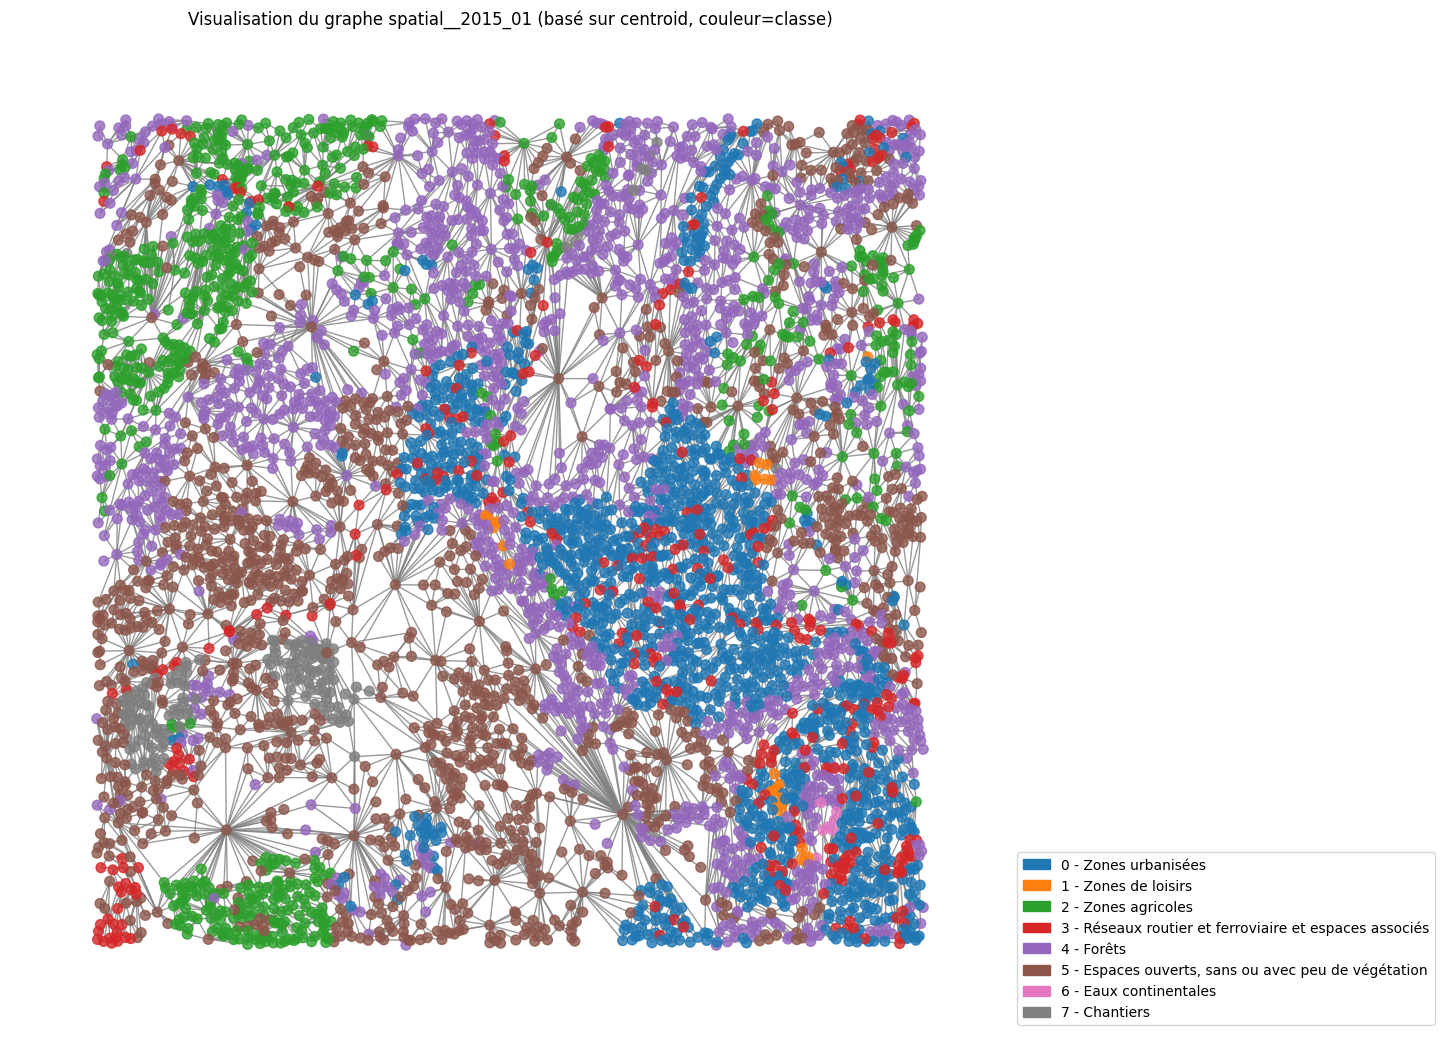 Visualisation du graphe spatial__2015_01 (basé sur centroid, couleur=classe)
0 - Zones urbanisées
1 - Zones de loisirs
2 - Zones agricoles
3 - Réseaux routier et ferroviaire et espaces associés
4 - Forêts
5 - Espaces ouverts, sans ou avec peu de végétation
6 - Eaux continentales
7 - Chantiers